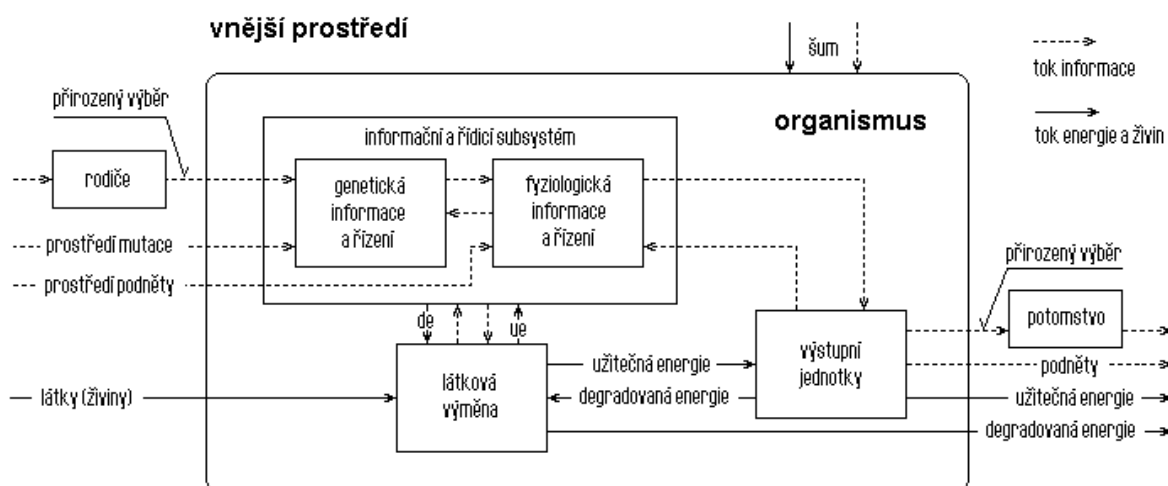 vnější prostředí
šum
tok informace
přirozený výběr
organismus
tok energie a živin
informační a řídicí subsystém
rodiče
genetická
informace
a řízení
fyziologická
informace
a řízení
prostředí mutace
prostředí podněty
přirozený výběr
de
ue
potomstvo
látková
výměna
užitečná energie
výstupní
jednotky
podněty
látky (živiny)
degradovaná energie
užitečná energie
degradovaná energie